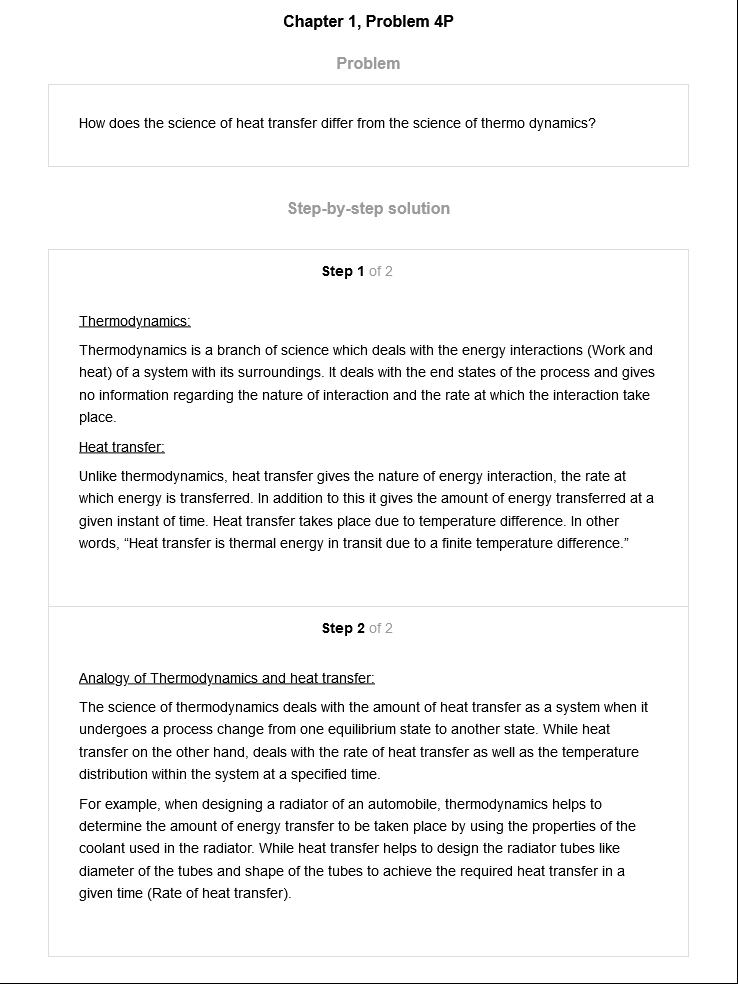 Chapter 1, Problem 4P
Problem
How does the science of heat transfer differ from the science of thermo dynamics?
Step-by-step solution
Step 1 of 2
Thermodynamics:
Thermodynamics is a branch of science which deals with the energy interactions (Work and
heat) of a system with its surroundings. It deals with the end states of the process and gives
no information regarding the nature of interaction and the rate at which the interaction take
place.
Heat transfer:
Unlike thermodynamics, heat transfer gives the nature of energy interaction, the rate at
which energy is transferred. In addition to this it gives the amount of energy transferred at a
given instant of time. Heat transfer takes place due to temperature difference. In other
words, “Heat transfer is thermal energy in transit due to a finite temperature difference.”
Step 2 of 2
Analogy of Thermodynamics and heat transfer:
The science of thermodynamics deals with the amount of heat transfer as a system when it
undergoes a process change from one equilibrium state to another state. While heat
transfer on the other hand, deals with the rate of heat transfer as well as the temperature
distribution within the system at a specified time.
For example, when designing a radiator of an automobile, thermodynamics helps to
determine the amount of energy transfer to be taken place by using the properties of the
coolant used in the radiator. While heat transfer helps to design the radiator tubes like
diameter of the tubes and shape of the tubes to achieve the required heat transfer in a
given time (Rate of heat transfer).